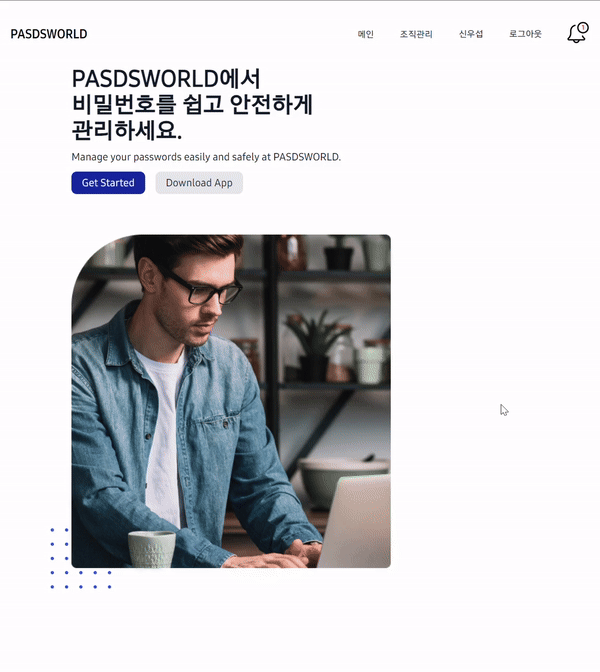 PASDSWORLD
메인 조직관리 신우섭 로그아웃 1
PASDSWORLD에서
비밀번호를 쉽고 안전하게
관리하세요.
Manage your passwords easily and safely at PASDSWORLD.
Get Started Download App